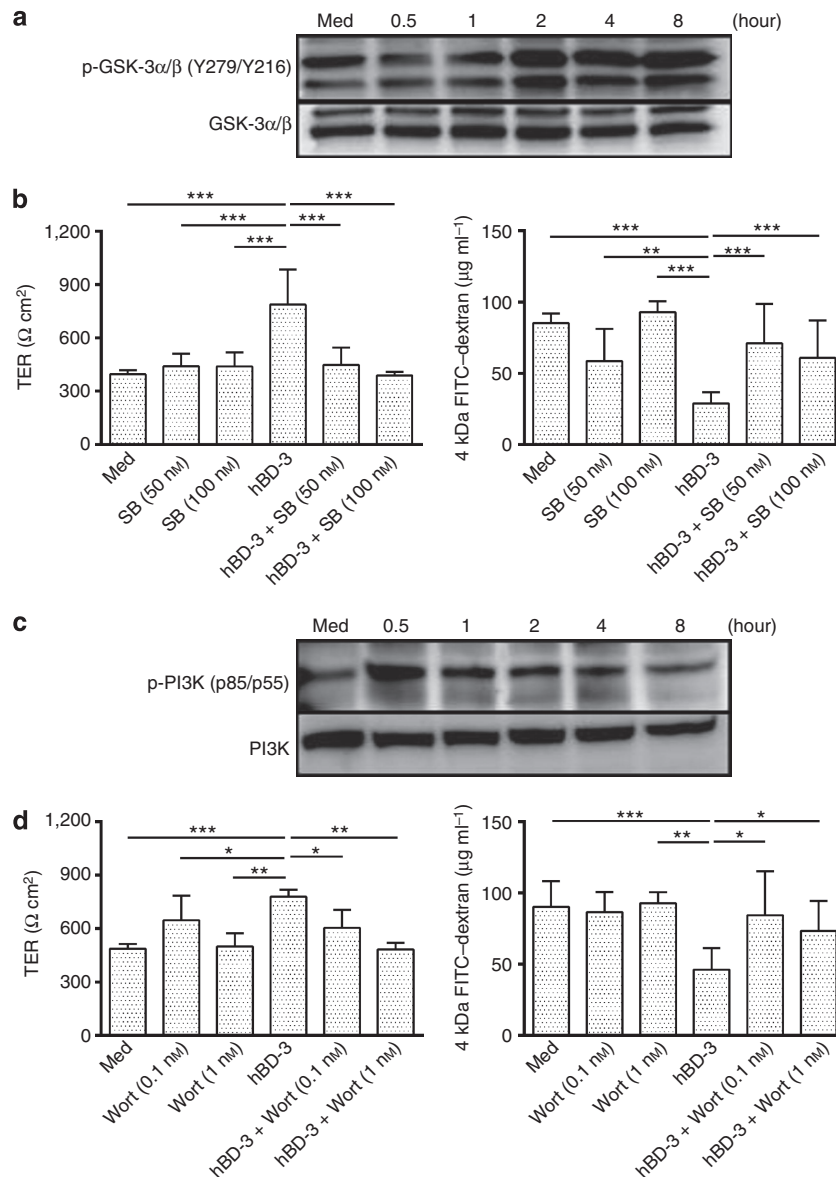 a
Med 0.5 1 2 4 8 (hour)
p-GSK-3α/β (Y279/Y216)
GSK-3α/β
b
*** ***
*** ***
***
1,200
900
600
300
0
TER (Ω cm²)
Med
SB (50 nM)
SB (100 nM)
hBD-3
hBD-3 + SB (50 nM)
hBD-3 + SB (100 nM)
*** ***
** ***
***
150
100
50
0
4 kDa FITC–dextran (µg ml⁻¹)
Med
SB (50 nM)
SB (100 nM)
hBD-3
hBD-3 + SB (50 nM)
hBD-3 + SB (100 nM)
c
Med 0.5 1 2 4 8 (hour)
p-PI3K (p85/p55)
PI3K
d
*** **
* *
**
1,200
900
600
300
0
TER (Ω cm²)
Med
Wort (0.1 nM)
Wort (1 nM)
hBD-3
hBD-3 + Wort (0.1 nM)
hBD-3 + Wort (1 nM)
*** *
** *
150
100
50
0
4 kDa FITC–dextran (µg ml⁻¹)
Med
Wort (0.1 nM)
Wort (1 nM)
hBD-3
hBD-3 + Wort (0.1 nM)
hBD-3 + Wort (1 nM)